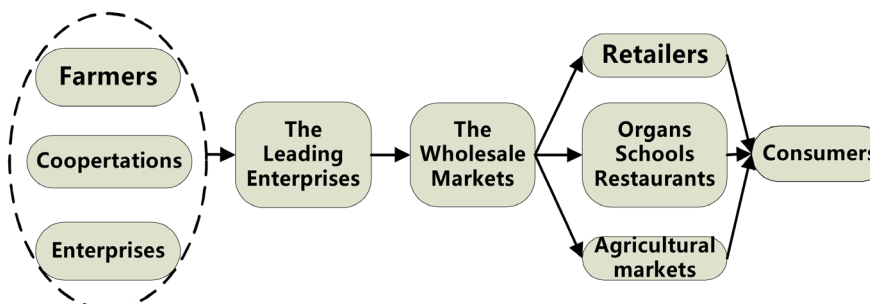 Farmers
Coopertations
Enterprises
The
Leading
Enterprises
The
Wholesale
Markets
Retailers
Organs
Schools
Restaurants
Agricultural
markets
Consumers